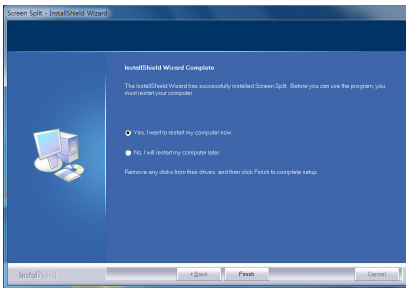 Screen Split - InstallShield Wizard
InstallShield Wizard Complete
The InstallShield Wizard has successfully installed Screen Split. Before you can use the program, you
must restart your computer.
Yes, I want to restart my computer now.
No, I will restart my computer later.
Remove any disks from their drives, and then click Finish to complete setup.
InstallShield
< Back Finish Cancel